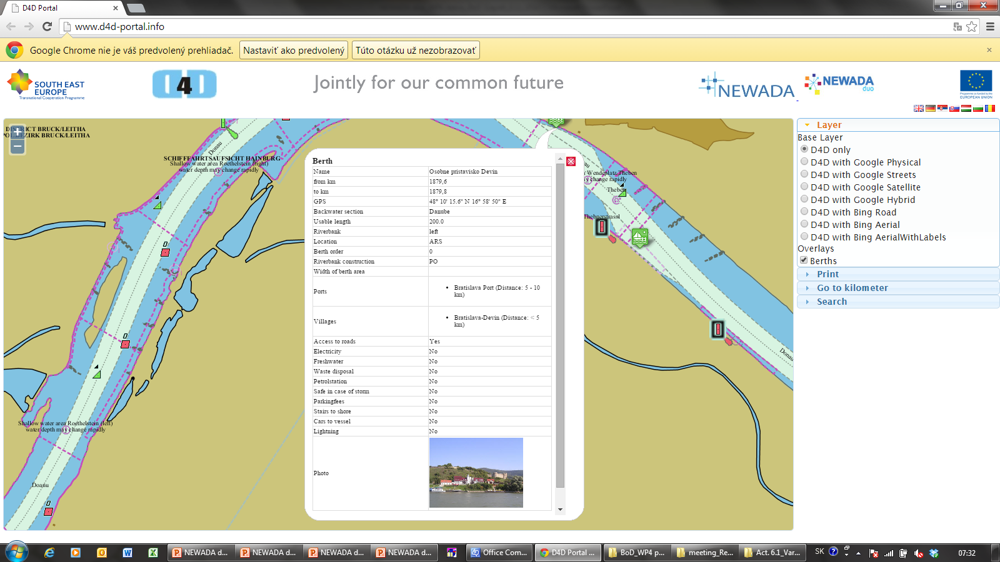 D4D Portal
www.d4d-portal.info
Google Chrome nie je váš predvolený prehliadač.
Nastaviť ako predvolený
Túto otázku už nezobrazovať
SOUTH EAST
EUROPE
Transnational Cooperation Programme
D4D
Jointly for our common future
NEWADA
NEWADA
duo
Programme co-funded by the
EUROPEAN UNION
RICT BRUCK/LEITHA
BEZIRK BRUCK/LEITHA
Donau
SCHIFFFAHRTSAUFSICHT HAINBURG
Shallow water area Roethelstein (right)
water depth may change rapidly
Shallow water area Roethelstein (left)
water depth may change rapidly
Doanu
Wendeplatz Theben
change rapidly
Theben
Thebnerstrassl
Donau
Berth
Name Osobne pristavisko Devin
from km 1879,6
to km 1879,8
GPS 48° 10' 15.6" N 16° 58' 50" E
Backwater section Danube
Usable length 200.0
Riverbank left
Location ARS
Berth order 0
Riverbank construction PO
Width of berth area
Ports • Bratislava Port (Distance: 5 - 10
km)
Villages • Bratislava-Devin (Distance: < 5
km)
Access to roads Yes
Electricity No
Freshwater No
Waste disposal No
Petrolstation No
Safe in case of storm No
Parkingfees No
Stairs to shore No
Cars to vessel No
Lightning No
Photo
Layer
Base Layer
D4D only
D4D with Google Physical
D4D with Google Streets
D4D with Google Satellite
D4D with Google Hybrid
D4D with Bing Road
D4D with Bing Aerial
D4D with Bing AerialWithLabels
Overlays
Berths
Print
Go to kilometer
Search
NEWADA d...
NEWADA d...
NEWADA d...
NEWADA d...
Office Com...
D4D Portal ...
BoD_WP4 p...
meeting_Re...
Act. 6.1_Var...
SK
07:32